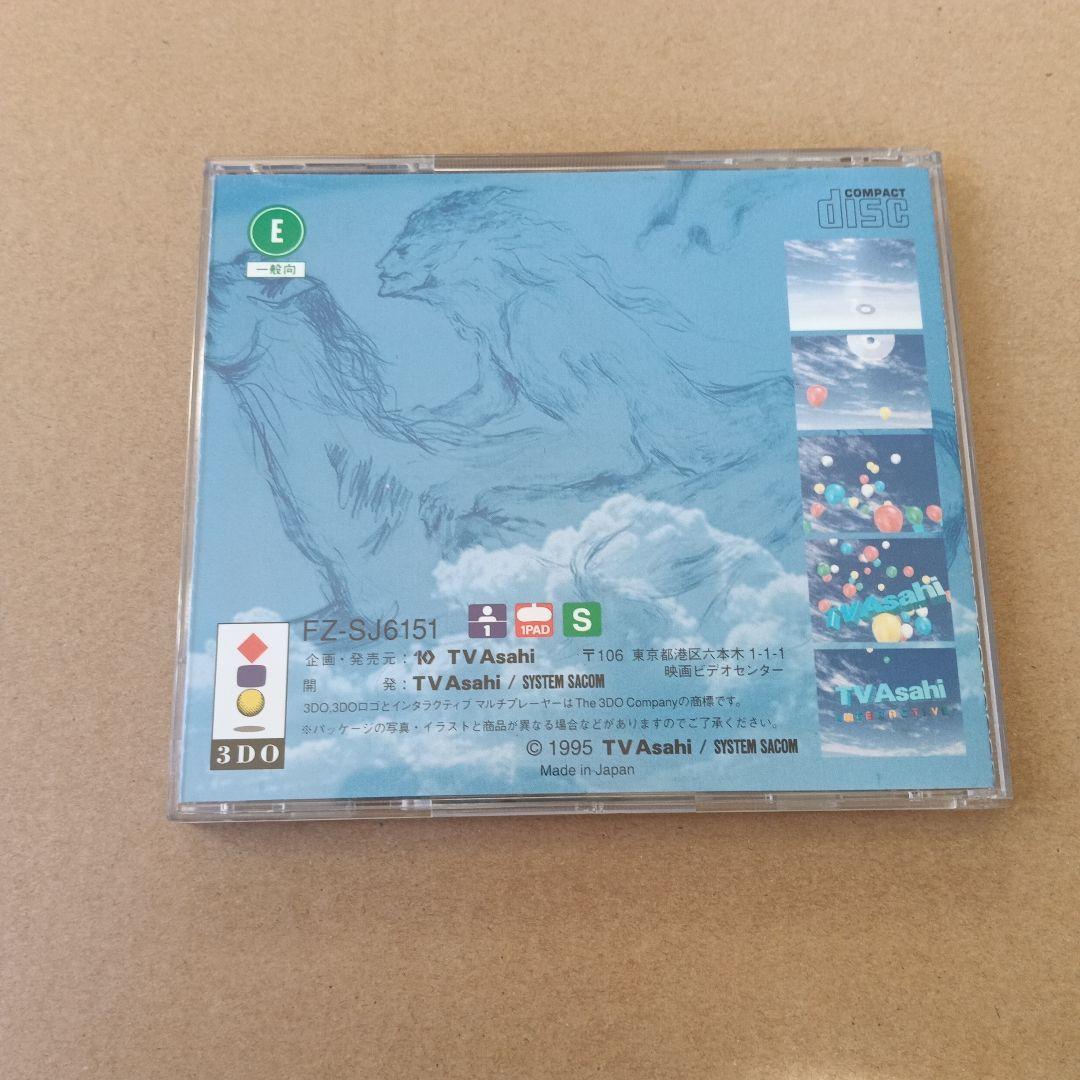 COMPACT
disc
E
一般向
TVAsahi
TVAsahi
INTERACTIVE
FZ-SJ6151
1
1PAD
S
企画・発売元：10 TV Asahi 〒106 東京都港区六本木1-1-1
映画ビデオセンター
開 発：TV Asahi / SYSTEM SACOM
3DO,3DOロゴとインタラクティブ マルチプレーヤーはThe 3DO Companyの商標です。
※パッケージの写真・イラストと商品が異なる場合などがありますのでご了承ください。
© 1995 TV Asahi / SYSTEM SACOM
Made in Japan
3DO